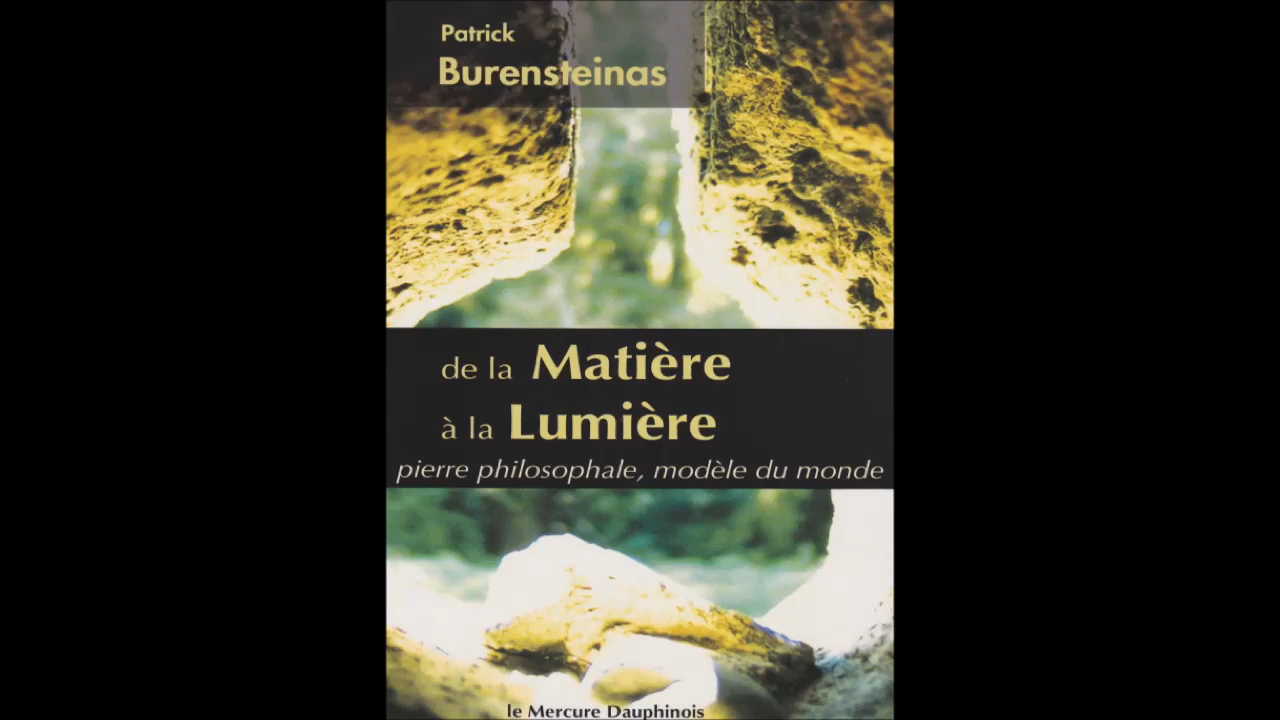 Patrick
Burensteinas
de la Matière
à la Lumière
pierre philosophale, modèle du monde
le Mercure Dauphinois